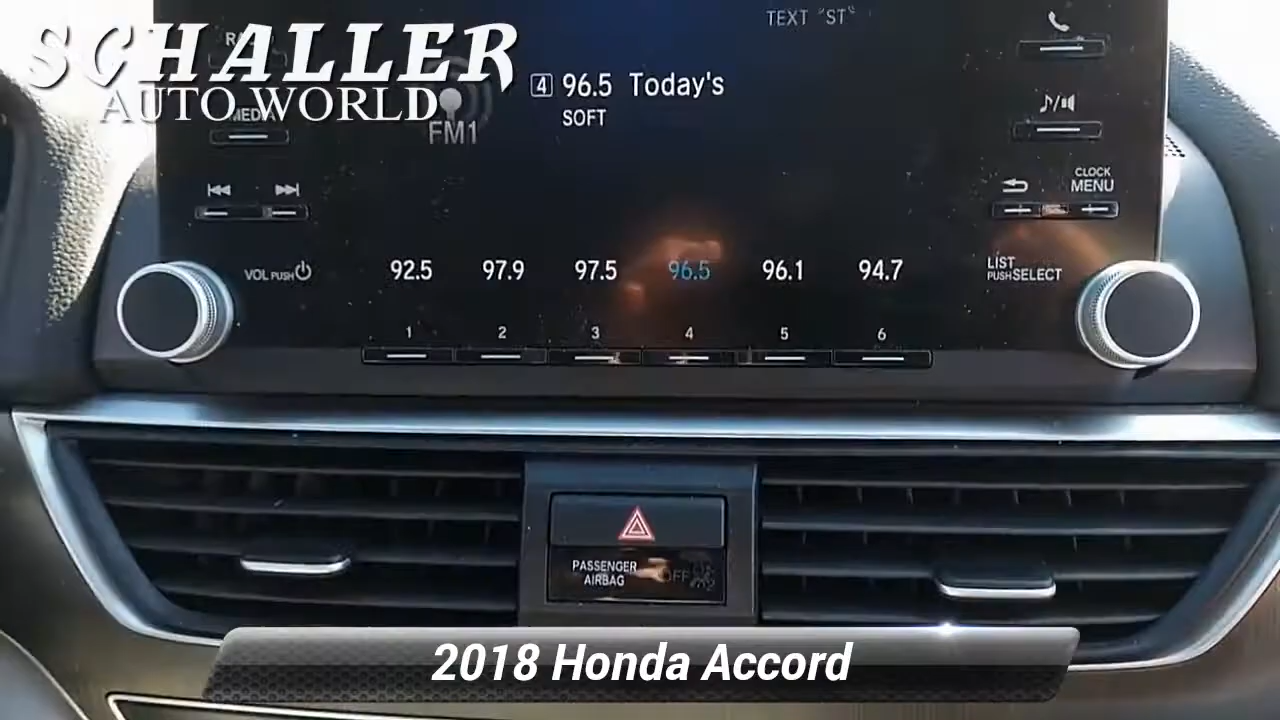 SCHALLER
AUTO WORLD
TEXT "ST"
4 96.5 Today's
SOFT
FM1
MEDIA
CLOCK
MENU
VOL PUSH
LIST
PUSH SELECT
92.5 97.9 97.5 96.5 96.1 94.7
1 2 3 4 5 6
PASSENGER
AIRBAG
OFF
2018 Honda Accord